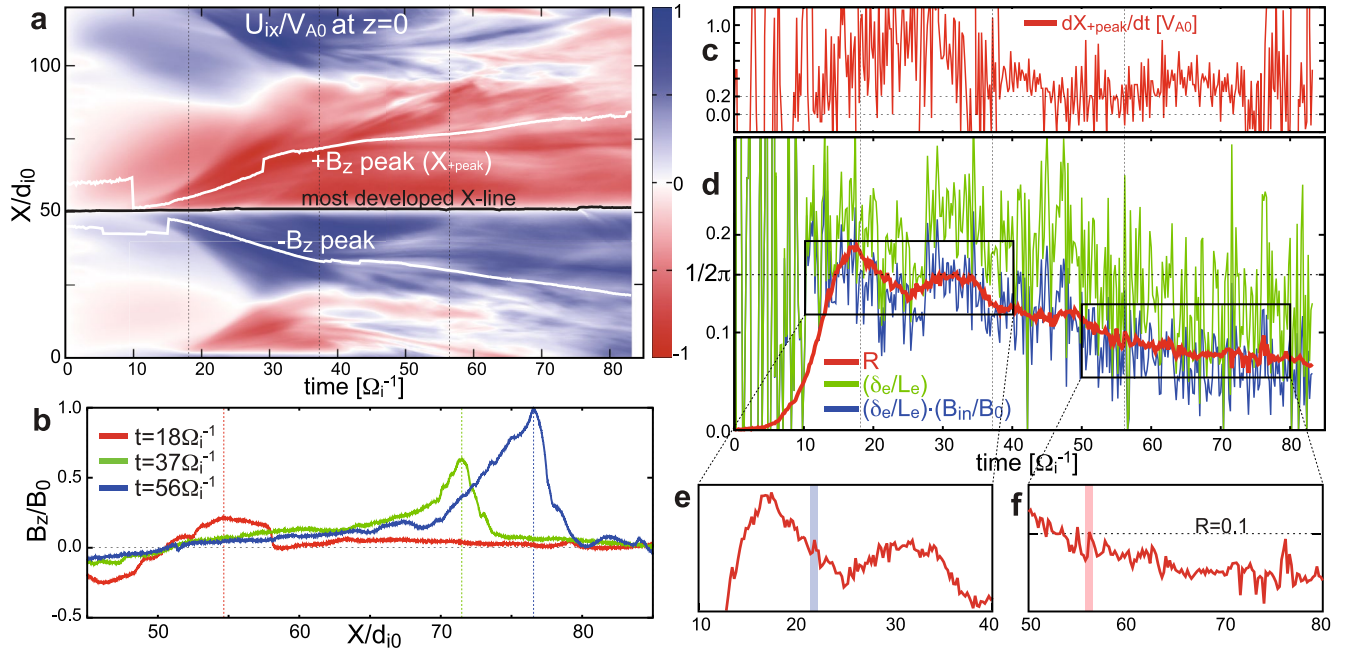 a
U_ix/V_A0 at z=0
+B_z peak (X_+peak)
most developed X-line
-B_z peak
X/d_i0
100
50
0
0 10 20 30 40 50 60 70 80
time [Ω_i^-1]
1
-0
-1
b
t=18Ω_i^-1
t=37Ω_i^-1
t=56Ω_i^-1
B_z/B_0
1.0
0.5
0.0
-0.5
50 60 70 80
X/d_i0
c
dX_+peak/dt [V_A0]
1.0
0.2
0.0
d
0.2
1/2π
0.1
0.0
R
(δ_e/L_e)
(δ_e/L_e)·(B_in/B_0)
0 10 20 30 40 50 60 70 80
time [Ω_i^-1]
e
10 20 30 40
f
R=0.1
50 60 70 80